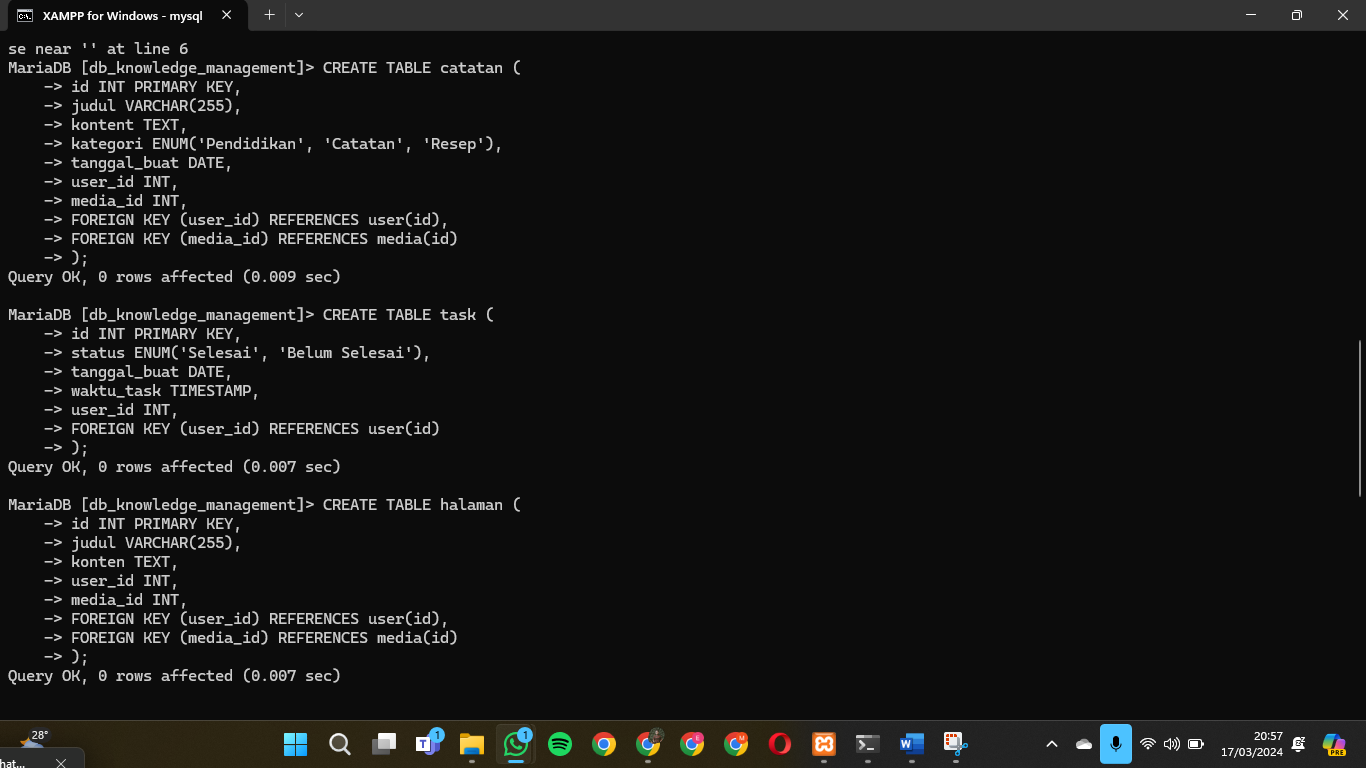 XAMPP for Windows - mysql
se near '' at line 6
MariaDB [db_knowledge_management]> CREATE TABLE catatan (
    -> id INT PRIMARY KEY,
    -> judul VARCHAR(255),
    -> kontent TEXT,
    -> kategori ENUM('Pendidikan', 'Catatan', 'Resep'),
    -> tanggal_buat DATE,
    -> user_id INT,
    -> media_id INT,
    -> FOREIGN KEY (user_id) REFERENCES user(id),
    -> FOREIGN KEY (media_id) REFERENCES media(id)
    -> );
Query OK, 0 rows affected (0.009 sec)
MariaDB [db_knowledge_management]> CREATE TABLE task (
    -> id INT PRIMARY KEY,
    -> status ENUM('Selesai', 'Belum Selesai'),
    -> tanggal_buat DATE,
    -> waktu_task TIMESTAMP,
    -> user_id INT,
    -> FOREIGN KEY (user_id) REFERENCES user(id)
    -> );
Query OK, 0 rows affected (0.007 sec)
MariaDB [db_knowledge_management]> CREATE TABLE halaman (
    -> id INT PRIMARY KEY,
    -> judul VARCHAR(255),
    -> konten TEXT,
    -> user_id INT,
    -> media_id INT,
    -> FOREIGN KEY (user_id) REFERENCES user(id),
    -> FOREIGN KEY (media_id) REFERENCES media(id)
    -> );
Query OK, 0 rows affected (0.007 sec)
28°
hat...
1
1
20:57
17/03/2024
PRE